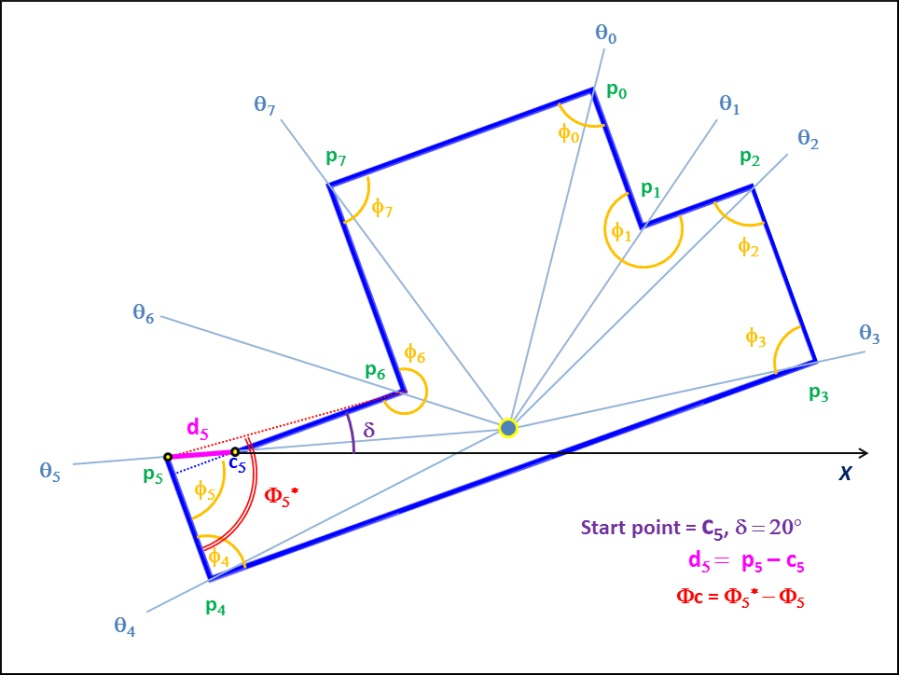 θ₀
θ₇
p₀
θ₁
ϕ₀
θ₂
p₇
p₂
p₁
ϕ₇
ϕ₁
ϕ₂
θ₆
ϕ₃
θ₃
ϕ₆
p₆
p₃
d₅
δ
θ₅
p₅
c₅
X
ϕ₅
Φ₅*
Start point = c₅, δ = 20°
ϕ₄
d₅ = p₅ – c₅
p₄
Φc = Φ₅* – Φ₅
θ₄